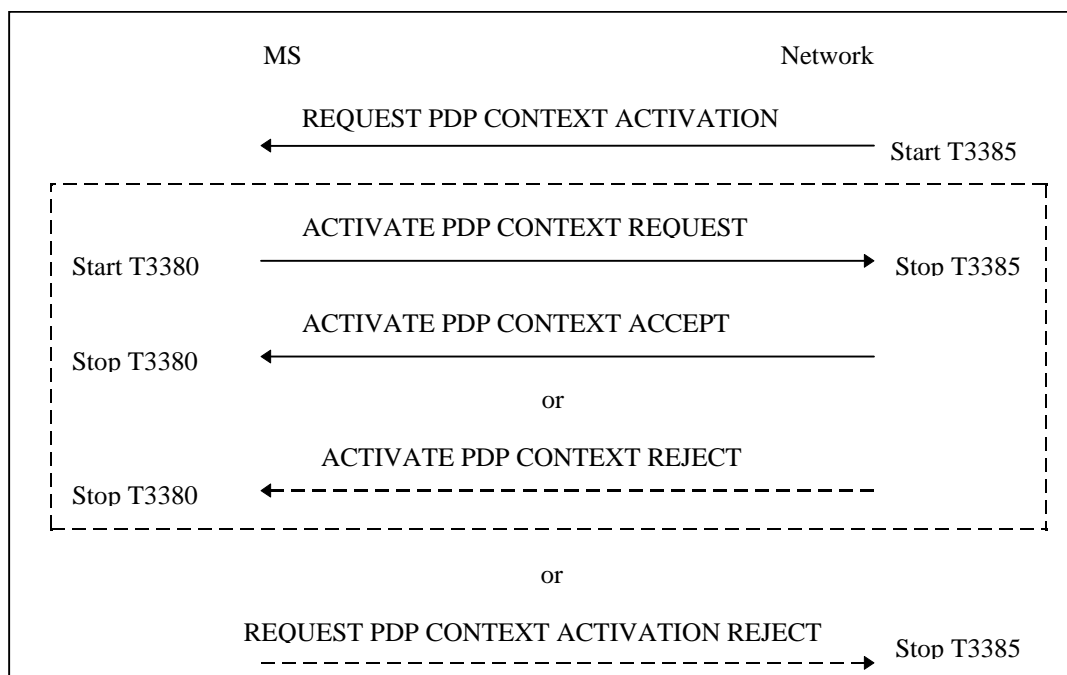 MS Network
REQUEST PDP CONTEXT ACTIVATION
Start T3385
ACTIVATE PDP CONTEXT REQUEST
Start T3380 Stop T3385
ACTIVATE PDP CONTEXT ACCEPT
Stop T3380
or
ACTIVATE PDP CONTEXT REJECT
Stop T3380
or
REQUEST PDP CONTEXT ACTIVATION REJECT
Stop T3385